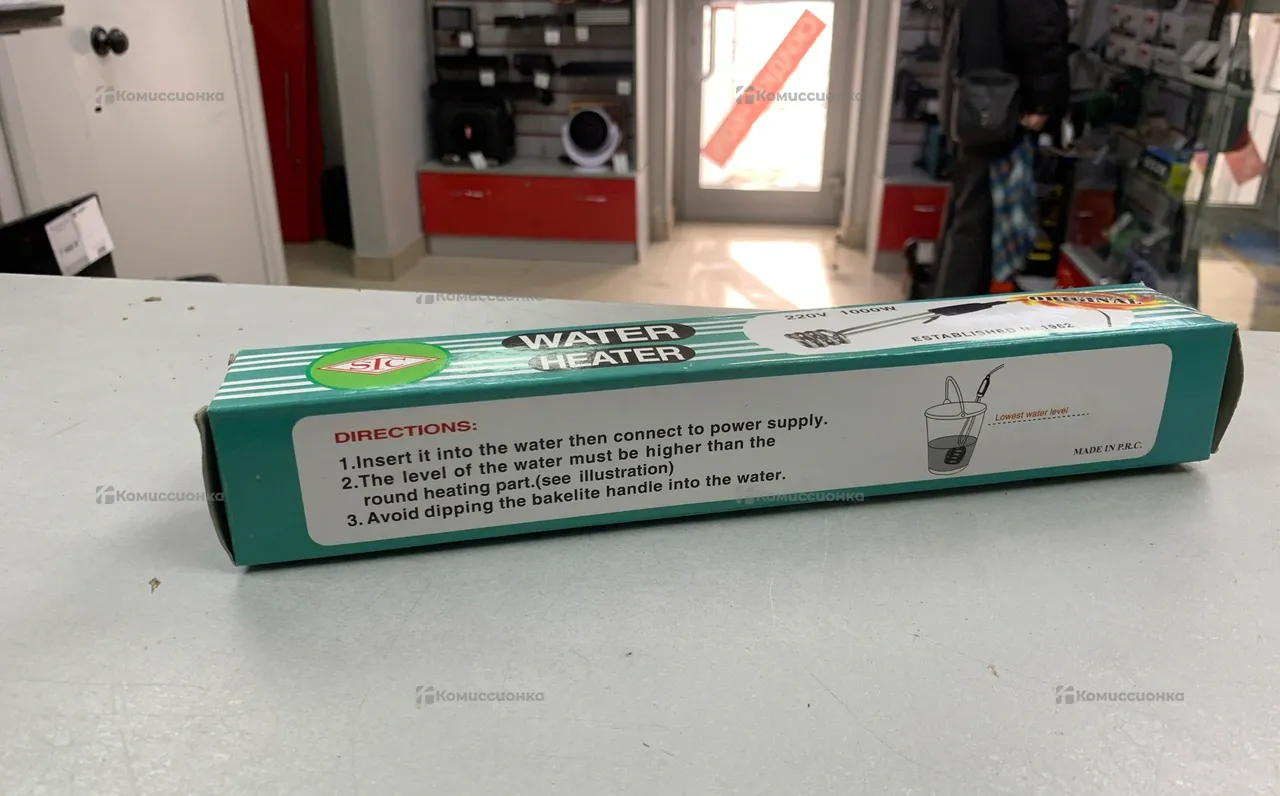 Комиссионка
Комиссионка
Комиссионка
220V 1000W
ORIGINAL
WATER
HEATER
ESTABLISHED IN 1962
STC
DIRECTIONS:
1.Insert it into the water then connect to power supply.
2.The level of the water must be higher than the
round heating part.(see illustration)
3. Avoid dipping the bakelite handle into the water.
Lowest water level
MADE IN P.R.C.
Комиссионка
Комиссионка
Комиссионка
Комиссионка